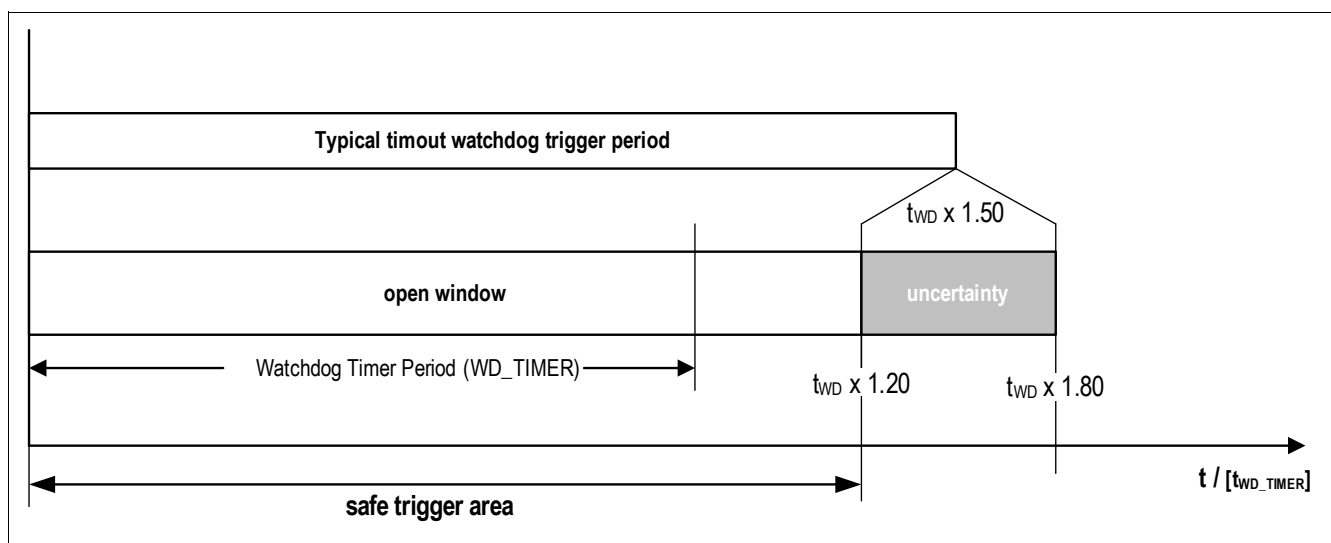 Typical timout watchdog trigger period
tWD x 1.50
open window
uncertainty
Watchdog Timer Period (WD_TIMER)
tWD x 1.20
tWD x 1.80
t / [tWD_TIMER]
safe trigger area